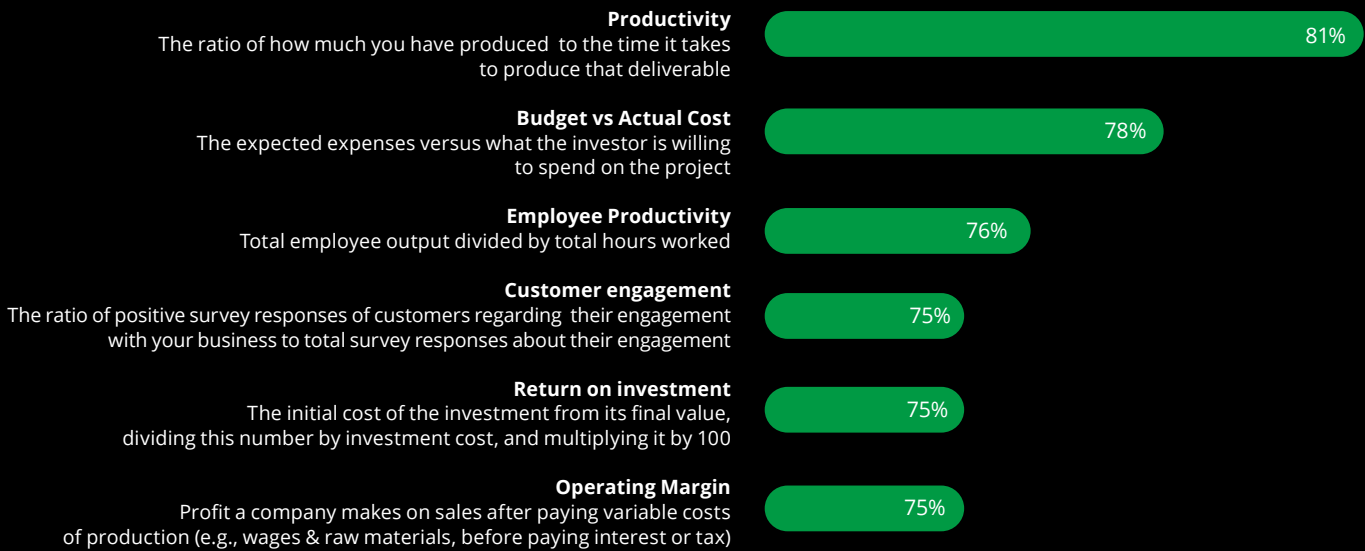 Productivity
The ratio of how much you have produced  to the time it takes
to produce that deliverable
81%
Budget vs Actual Cost
The expected expenses versus what the investor is willing
to spend on the project
78%
Employee Productivity
Total employee output divided by total hours worked
76%
Customer engagement
The ratio of positive survey responses of customers regarding  their engagement
with your business to total survey responses about their engagement
75%
Return on investment
The initial cost of the investment from its final value,
dividing this number by investment cost, and multiplying it by 100
75%
Operating Margin
Profit a company makes on sales after paying variable costs
of production (e.g., wages & raw materials, before paying interest or tax)
75%